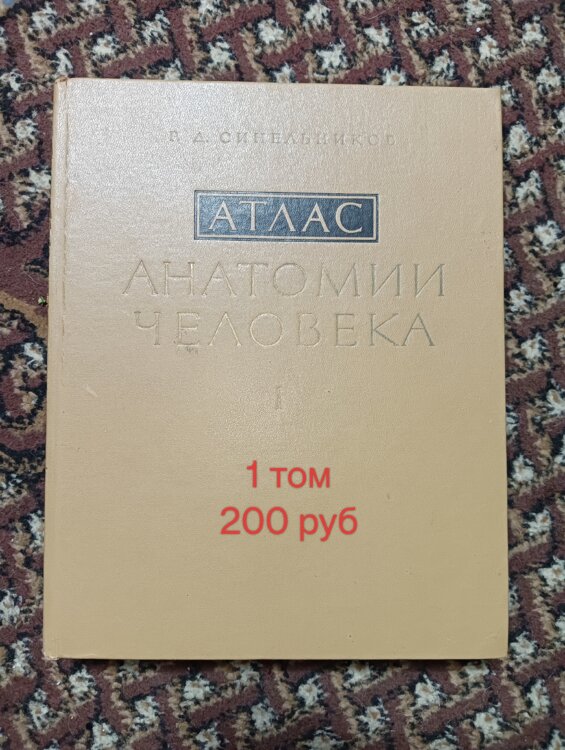 Р. Д. СИНЕЛЬНИКОВ
АТЛАС
АНАТОМИИ
ЧЕЛОВЕКА
I
1 том
200 руб